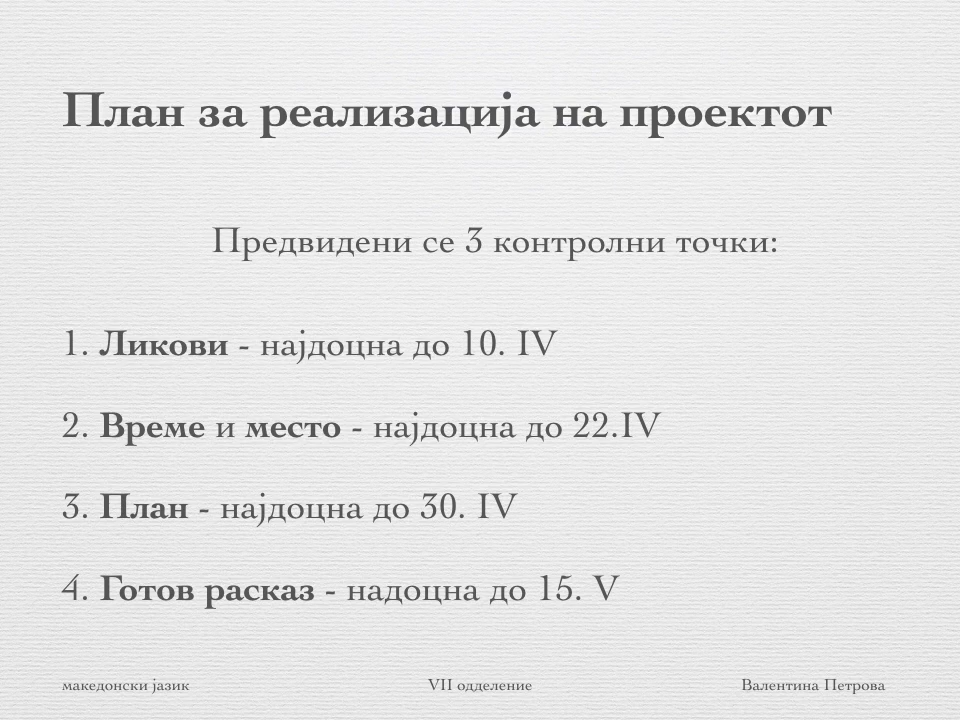 План за реализација на проектот
Предвидени се 3 контролни точки:
1. Ликови - најдоцна до 10. IV
2. Време и место - најдоцна до 22.IV
3. План - најдоцна до 30. IV
4. Готов расказ - надоцна до 15. V
македонски јазик
VII одделение
Валентина Петрова